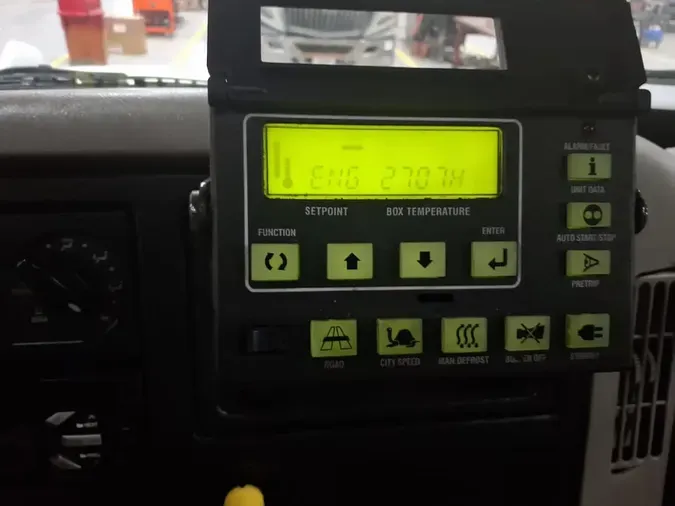 ENG 2707H
SETPOINT BOX TEMPERATURE
FUNCTION ENTER
ALARM/FAULT
i
UNIT DATA
AUTO START/STOP
PRETRIP
ROAD CITY SPEED MAN.DEFROST